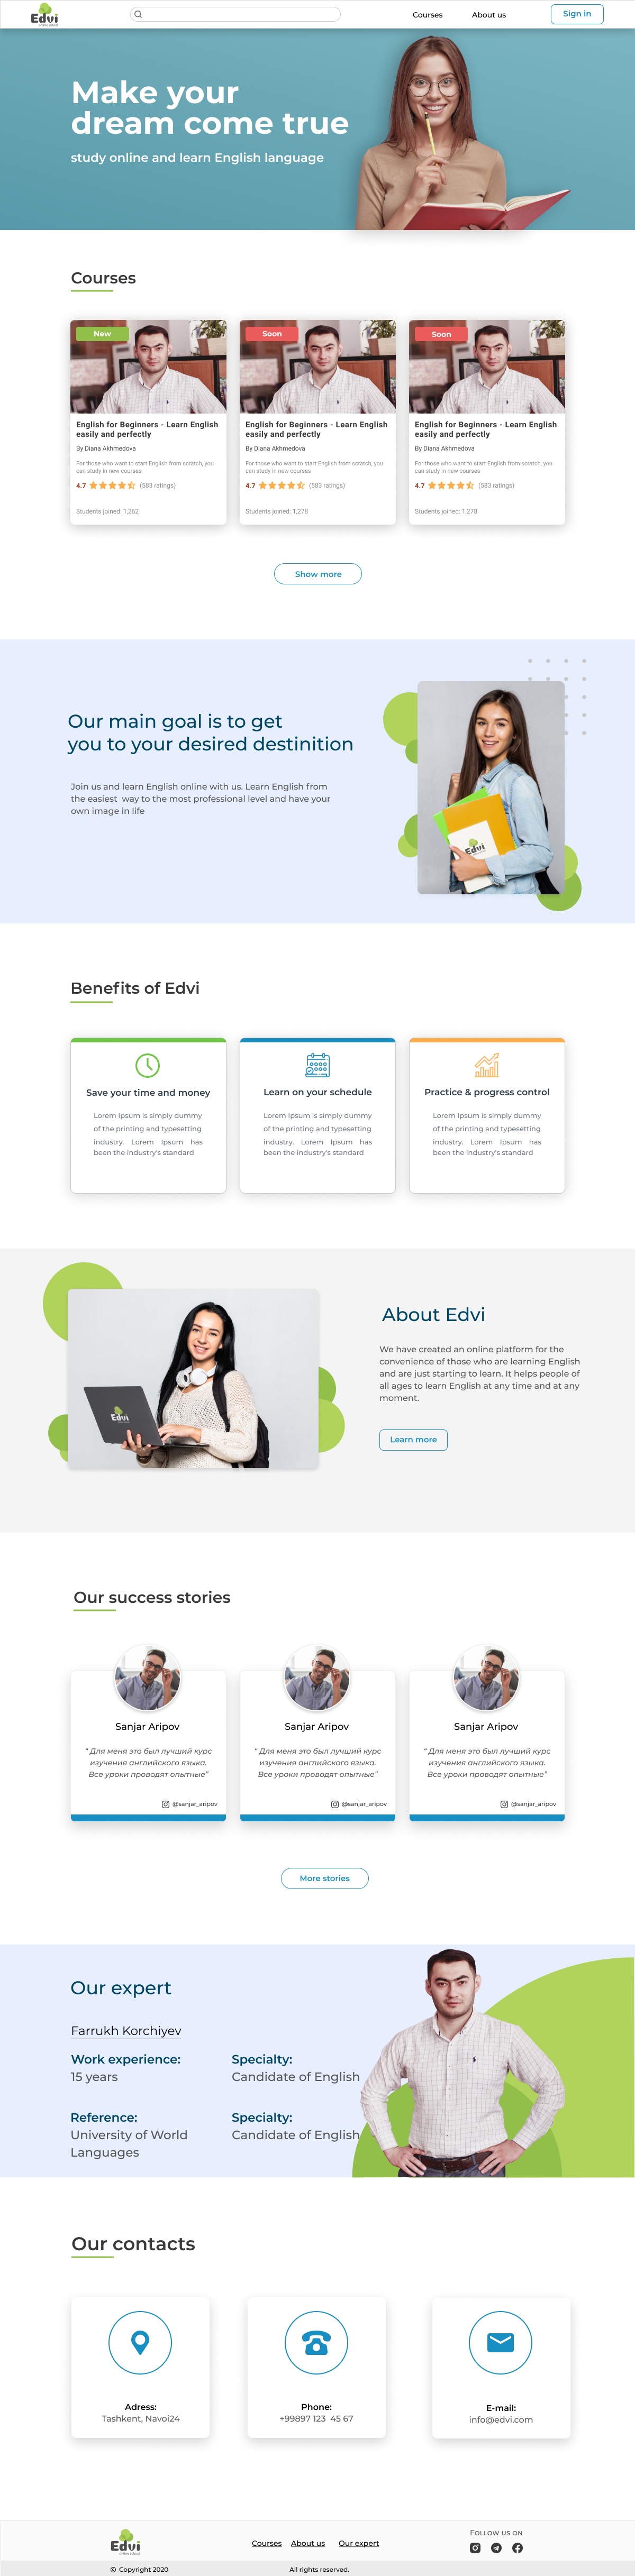 Edvi
online school
Courses
About us
Sign in
Make your
dream come true
study online and learn English language
Courses
New
English for Beginners - Learn English
easily and perfectly
By Diana Akhmedova
For those who want to start English from scratch, you
can study in new courses
4.7
(583 ratings)
Students joined: 1,262
Soon
English for Beginners - Learn English
easily and perfectly
By Diana Akhmedova
For those who want to start English from scratch, you
can study in new courses
4.7
(583 ratings)
Students joined: 1,278
Soon
English for Beginners - Learn English
easily and perfectly
By Diana Akhmedova
For those who want to start English from scratch, you
can study in new courses
4.7
(583 ratings)
Students joined: 1,278
Show more
Our main goal is to get
you to your desired destinition
Join us and learn English online with us. Learn English from
the easiest way to the most professional level and have your
own image in life
Edvi
Benefits of Edvi
Save your time and money
Lorem Ipsum is simply dummy
of the printing and typesetting
industry. Lorem Ipsum has
been the industry's standard
Learn on your schedule
Lorem Ipsum is simply dummy
of the printing and typesetting
industry. Lorem Ipsum has
been the industry's standard
Practice & progress control
Lorem Ipsum is simply dummy
of the printing and typesetting
industry. Lorem Ipsum has
been the industry's standard
Edvi
About Edvi
We have created an online platform for the
convenience of those who are learning English
and are just starting to learn. It helps people of
all ages to learn English at any time and at any
moment.
Learn more
Our success stories
Sanjar Aripov
“ Для меня это был лучший курс
изучения английского языка.
Все уроки проводят опытные”
@sanjar_aripov
Sanjar Aripov
“ Для меня это был лучший курс
изучения английского языка.
Все уроки проводят опытные”
@sanjar_aripov
Sanjar Aripov
“ Для меня это был лучший курс
изучения английского языка.
Все уроки проводят опытные”
@sanjar_aripov
More stories
Our expert
Farrukh Korchiyev
Work experience:
15 years
Specialty:
Candidate of English
Reference:
University of World
Languages
Specialty:
Candidate of English
Our contacts
Adress:
Tashkent, Navoi24
Phone:
+99897 123 45 67
E-mail:
info@edvi.com
Edvi
online school
Courses
About us
Our expert
Follow us on
© Copyright 2020
All rights reserved.